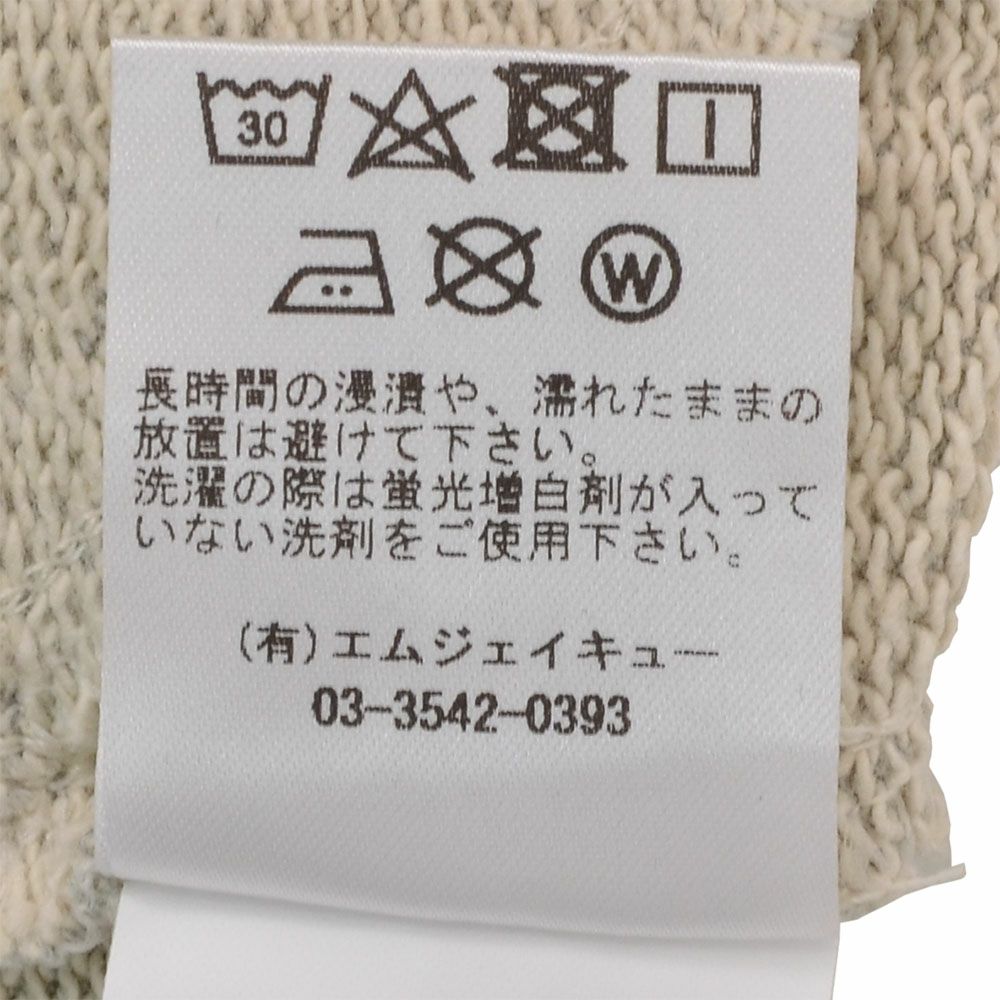 30
W
長時間の浸漬や、濡れたままの
放置は避けて下さい。
洗濯の際は蛍光増白剤が入って
いない洗剤をご使用下さい。
(有)エムジェイキュー
03-3542-0393